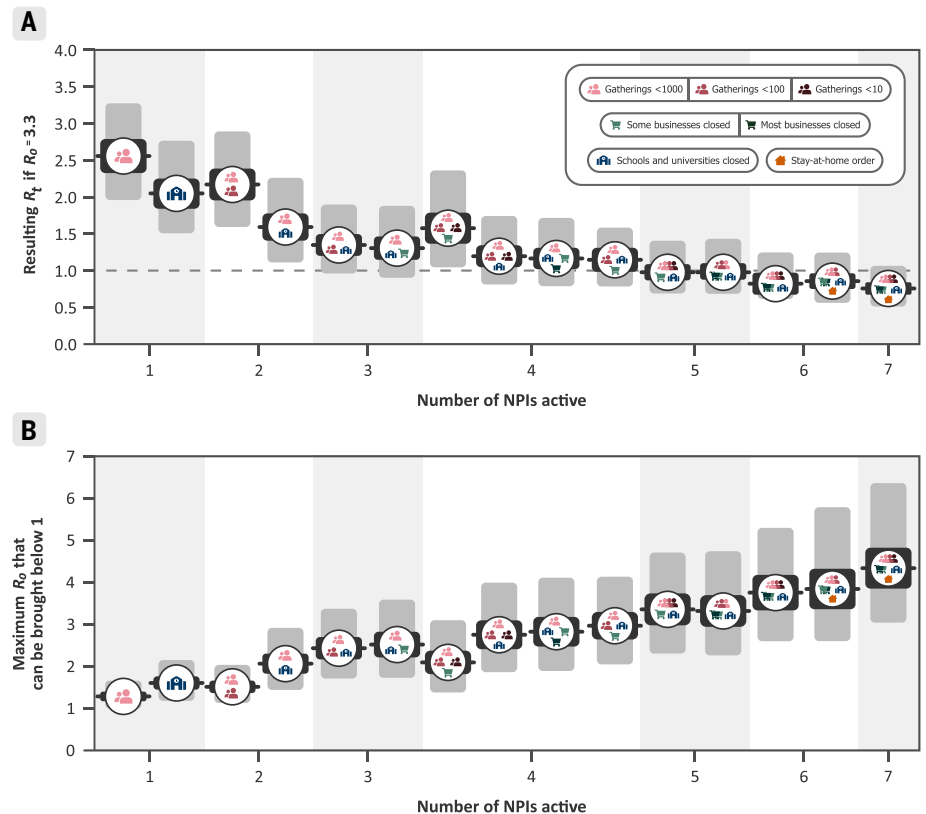 A
4.0
3.5
3.0
2.5
2.0
1.5
1.0
0.5
0.0
Resulting Rt if Ro = 3.3
Gatherings <1000 Gatherings <100 Gatherings <10
Some businesses closed Most businesses closed
Schools and universities closed Stay-at-home order
1 2 3 4 5 6 7
Number of NPIs active
B
7
6
5
4
3
2
1
0
Maximum Ro that
can be brought below 1
1 2 3 4 5 6 7
Number of NPIs active